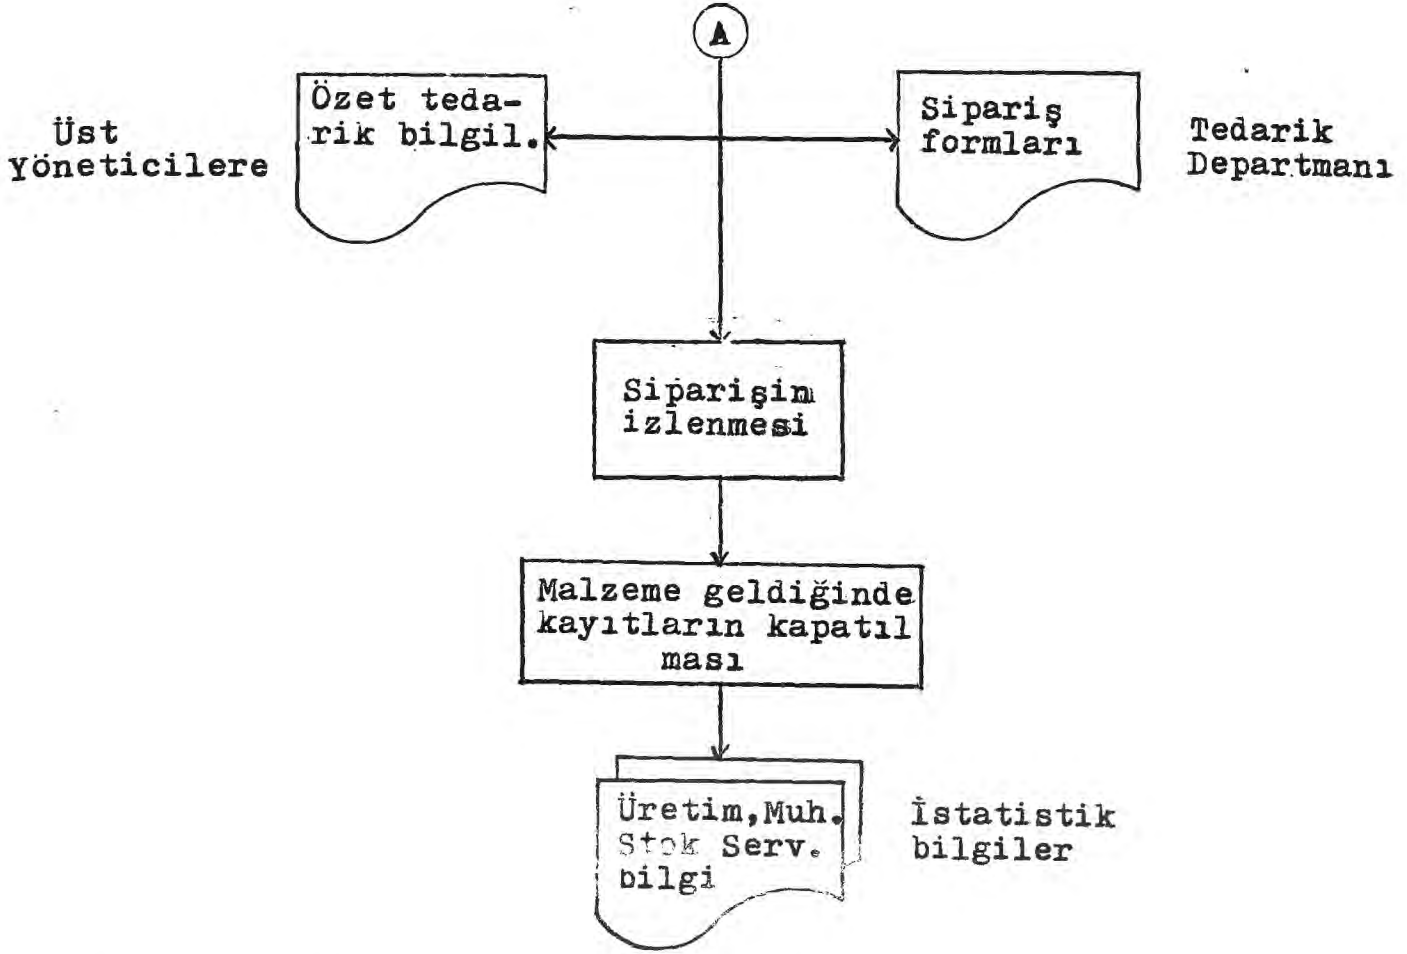 A
Üst
Yöneticilere
Özet teda-
rik bilgil.
Sipariş
formları
Tedarik
Departmanı
Siparişin
izlenmesi
Malzeme geldiğinde
kayıtların kapatıl
ması
Üretim,Muh.
Stok Serv.
bilgi
İstatistik
bilgiler